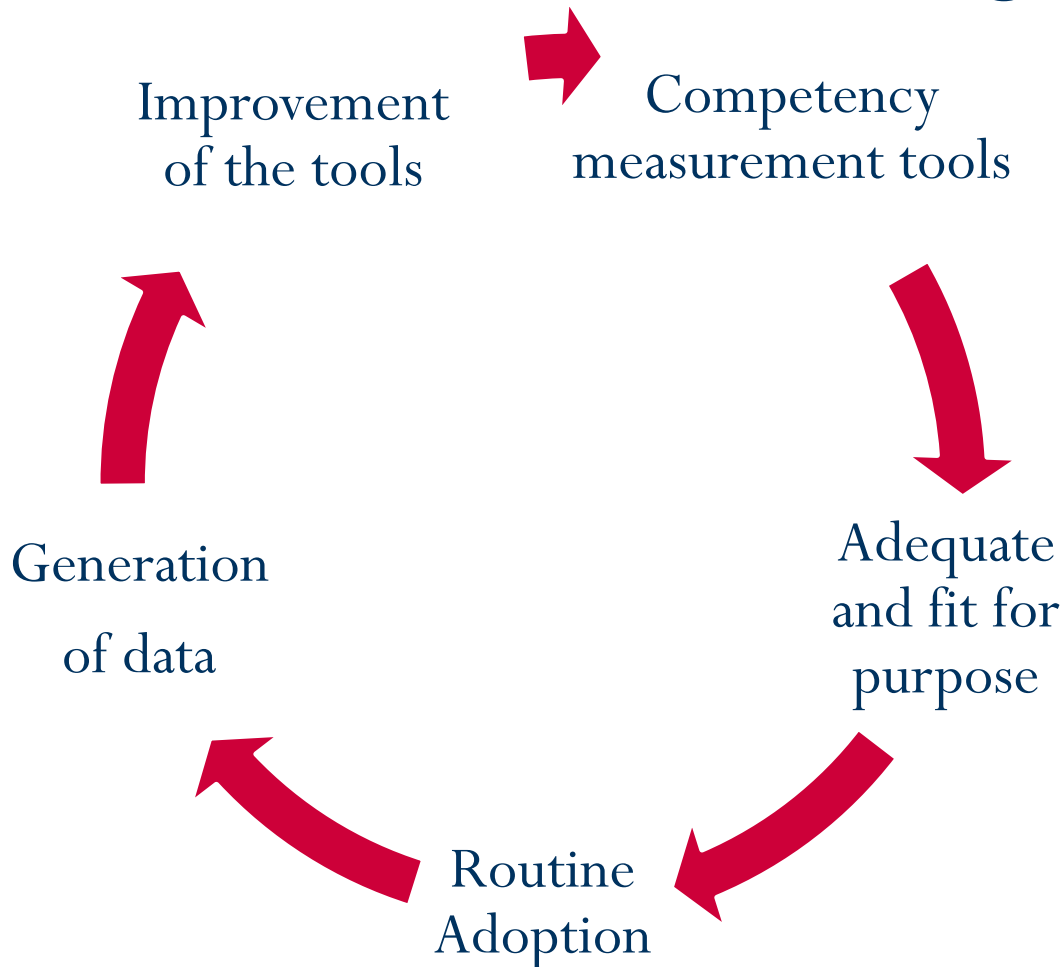 Improvement
of the tools
Competency
measurement tools
Adequate
and fit for
purpose
Routine
Adoption
Generation
of data